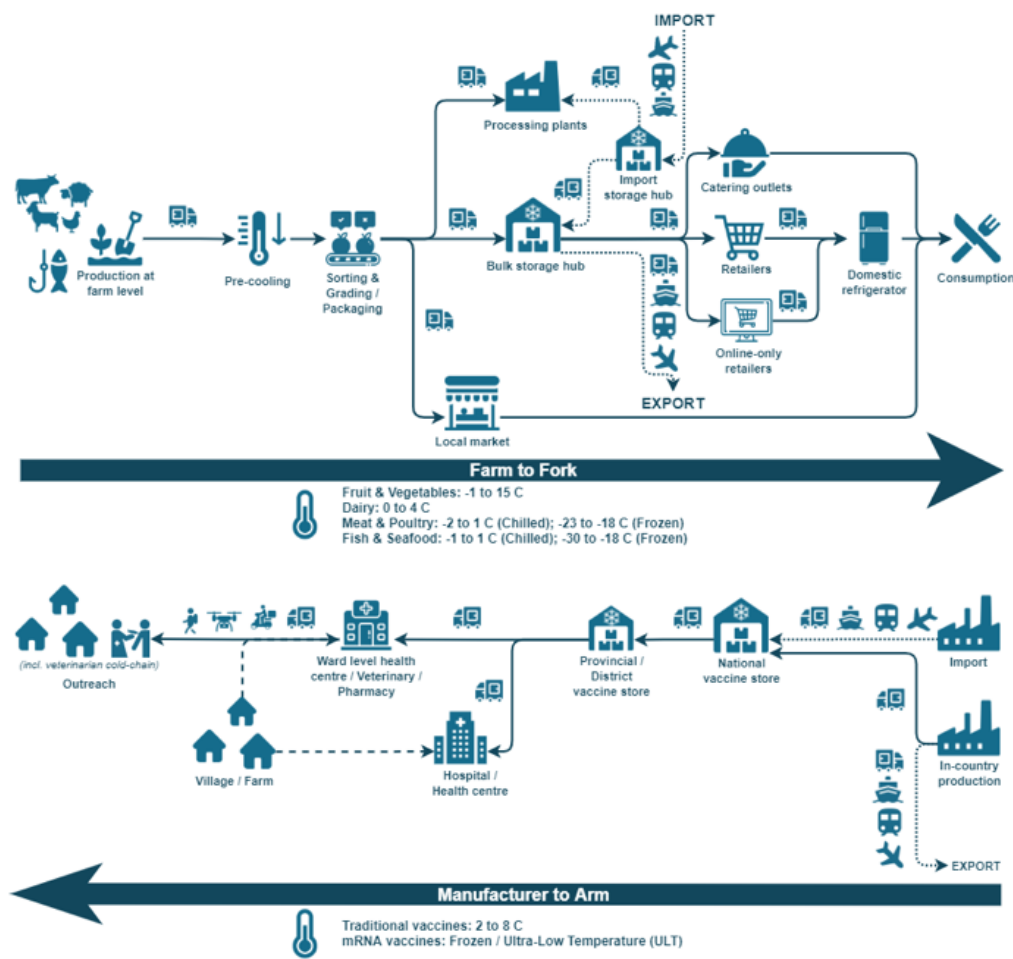 IMPORT
Processing plants
Import
storage hub
Catering outlets
Production at
farm level
Pre-cooling
Sorting &
Grading /
Packaging
Bulk storage hub
Retailers
Domestic
refrigerator
Consumption
Online-only
retailers
EXPORT
Local market
Farm to Fork
Fruit & Vegetables: -1 to 15 C
Dairy: 0 to 4 C
Meat & Poultry: -2 to 1 C (Chilled); -23 to -18 C (Frozen)
Fish & Seafood: -1 to 1 C (Chilled); -30 to -18 C (Frozen)
(incl. veterinarian cold-chain)
Outreach
Ward level health
centre / Veterinary /
Pharmacy
Provincial /
District
vaccine store
National
vaccine store
Import
Village / Farm
Hospital /
Health centre
In-country
production
EXPORT
Manufacturer to Arm
Traditional vaccines: 2 to 8 C
mRNA vaccines: Frozen / Ultra-Low Temperature (ULT)